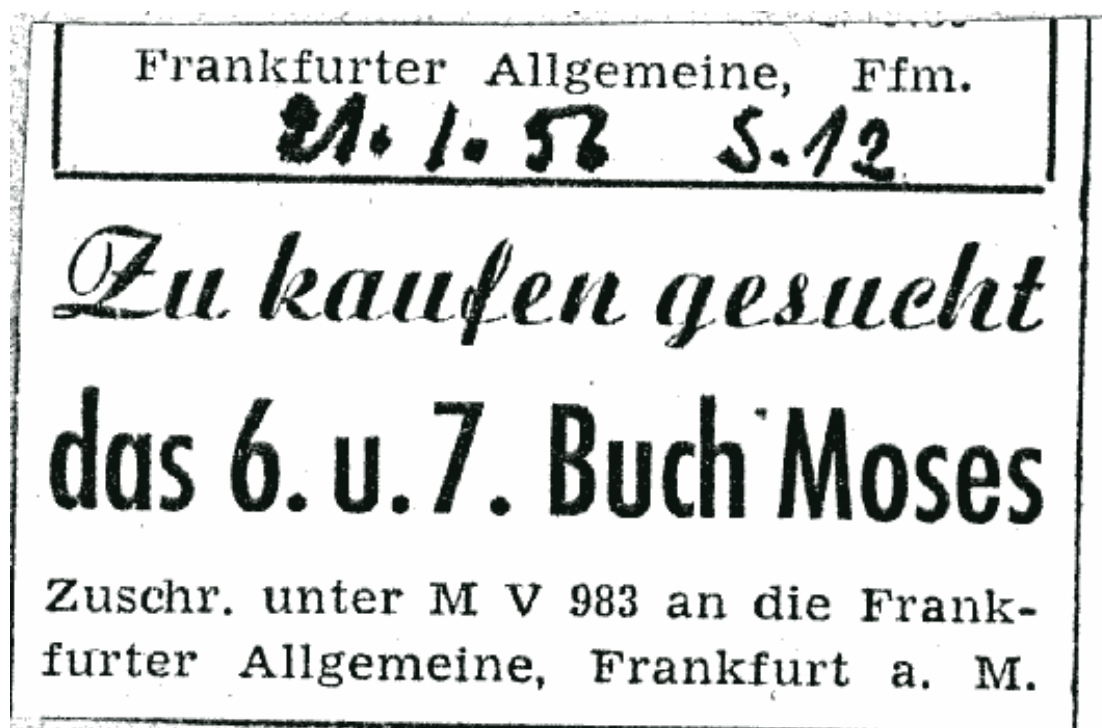 Frankfurter Allgemeine, Ffm.
21. 1. 56 S. 12
Zu kaufen gesucht
das 6. u. 7. Buch Moses
Zuschr. unter M V 983 an die Frank-
furter Allgemeine, Frankfurt a. M.